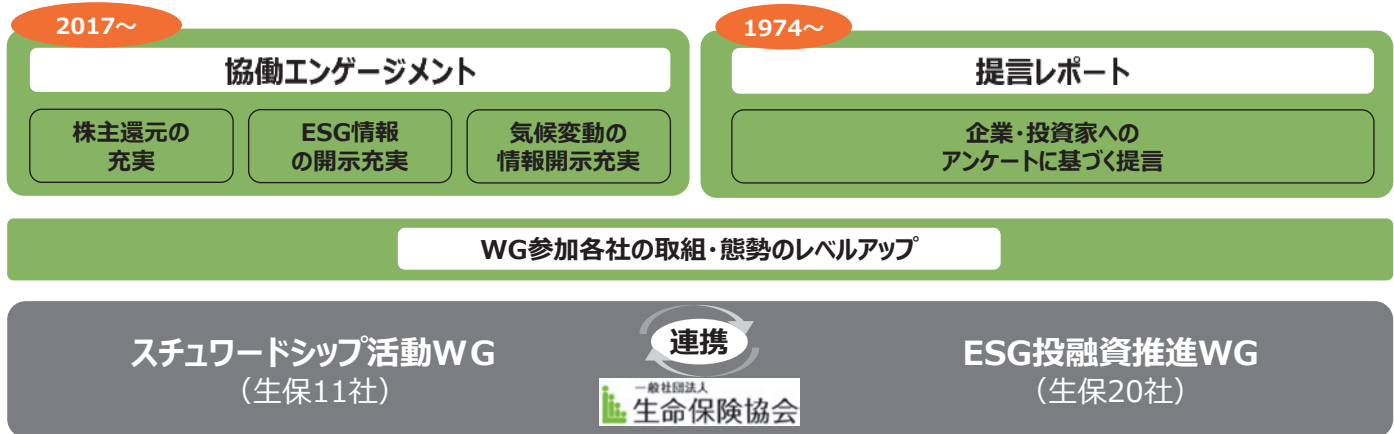 2017～
協働エンゲージメント
株主還元の
充実
ESG情報
の開示充実
気候変動の
情報開示充実
1974～
提言レポート
企業・投資家への
アンケートに基づく提言
WG参加各社の取組・態勢のレベルアップ
スチュワードシップ活動ＷＧ
（生保11社）
連携
一般社団法人
生命保険協会
ESG投融資推進WG
（生保20社）